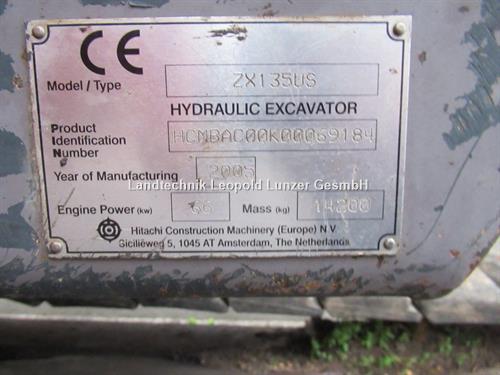 CE
Model / Type ZX135US
HYDRAULIC EXCAVATOR
Product
Identification HCMBAC00K00069184
Number
Year of Manufacturing 2005
Landtechnik Leopold Lunzer GesmbH
Engine Power (kw) 66 Mass (kg) 14200
Hitachi Construction Machinery (Europe) N V
Siciliëweg 5, 1045 AT Amsterdam, The Netherlands